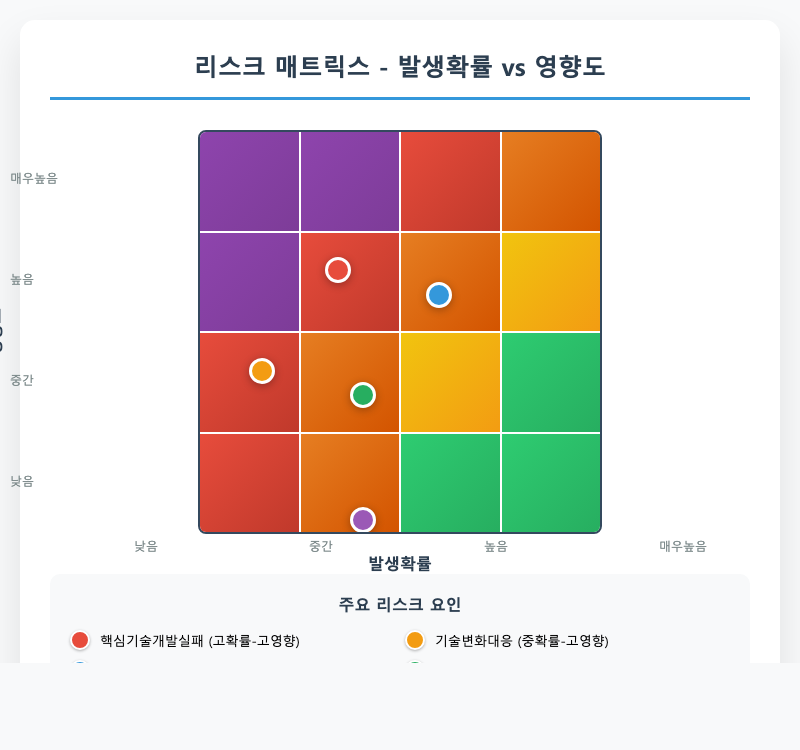 리스크 매트릭스 - 발생확률 vs 영향도
매우높음
높음
중간
낮음
낮음 중간 높음 매우높음
발생확률
주요 리스크 요인
핵심기술개발실패 (고확률-고영향)
기술변화대응 (중확률-고영향)